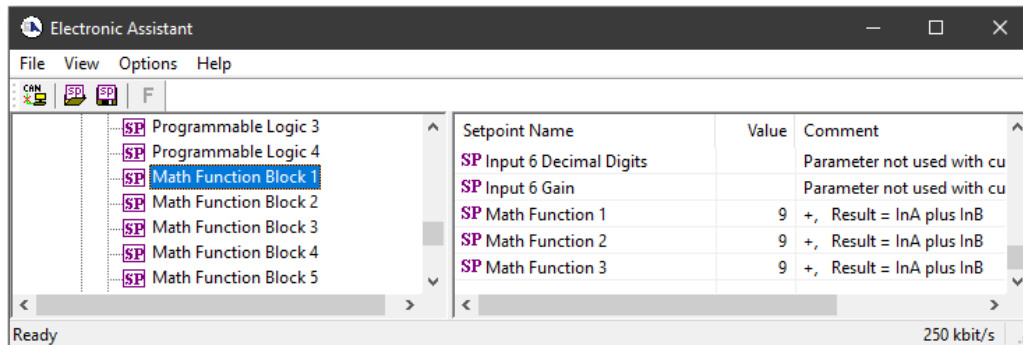 Electronic Assistant
File View Options Help
CAN SP SP F
SP Programmable Logic 3
SP Programmable Logic 4
SP Math Function Block 1
SP Math Function Block 2
SP Math Function Block 3
SP Math Function Block 4
SP Math Function Block 5
Setpoint Name Value Comment
SP Input 6 Decimal Digits Parameter not used with cu
SP Input 6 Gain Parameter not used with cu
SP Math Function 1 9 +, Result = InA plus InB
SP Math Function 2 9 +, Result = InA plus InB
SP Math Function 3 9 +, Result = InA plus InB
Ready 250 kbit/s